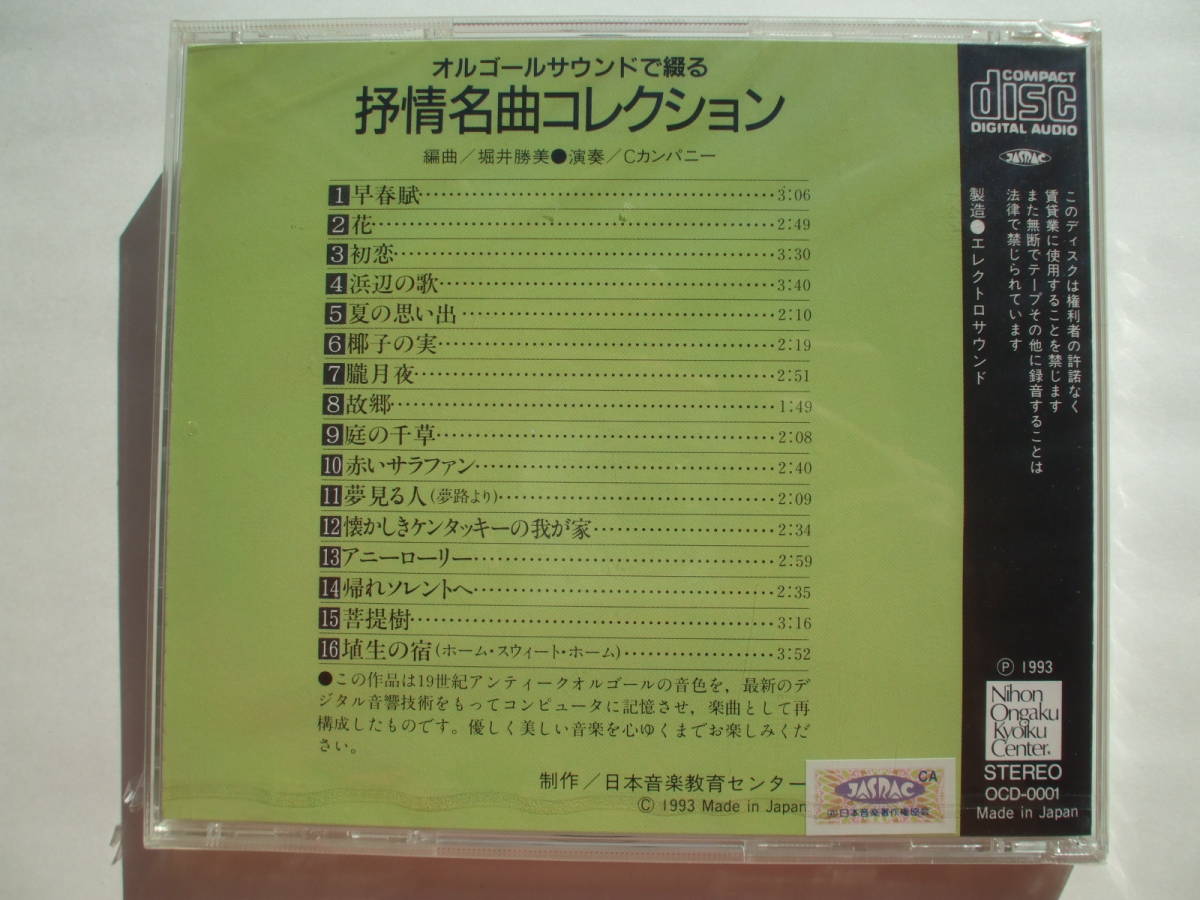 オルゴールサウンドで綴る
抒情名曲コレクション
編曲／堀井勝美●演奏／Cカンパニー
1 早春賦 3:06
2 花 2:49
3 初恋 3:30
4 浜辺の歌 3:40
5 夏の思い出 2:10
6 椰子の実 2:19
7 朧月夜 2:51
8 故郷 1:49
9 庭の千草 2:08
10 赤いサラファン 2:40
11 夢見る人(夢路より) 2:09
12 懐かしきケンタッキーの我が家 2:34
13 アニーローリー 2:59
14 帰れソレントへ 2:35
15 菩提樹 3:16
16 埴生の宿(ホーム・スウィート・ホーム) 3:52
●この作品は19世紀アンティークオルゴールの音色を，最新のデ
ジタル音響技術をもってコンピュータに記憶させ，楽曲として再
構成したものです。優しく美しい音楽を心ゆくまでお楽しみくだ
さい。
制作／日本音楽教育センター
© 1993 Made in Japan
JASRAC
CA
日本音楽著作権協会
COMPACT
disc
DIGITAL AUDIO
JASRAC
このディスクは権利者の許諾なく
賃貸業に使用することを禁じます
また無断でテープその他に録音することは
法律で禁じられています
製造●エレクトロサウンド
℗ 1993
Nihon
Ongaku
Kyoiku
Center.
STEREO
OCD-0001
Made in Japan